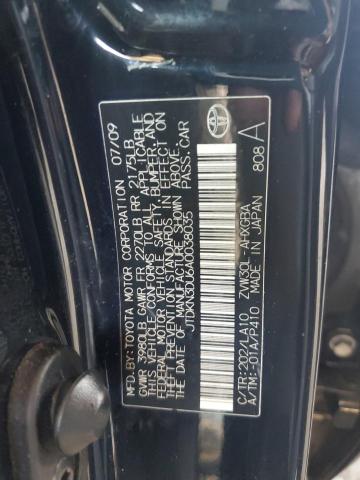 MFD.BY:TOYOTA MOTOR CORPORATION 07/09
GVWR 3980LB GAWR FR 2270LB RR 2175LB
THIS VEHICLE CONFORMS TO ALL APPLICABLE
FEDERAL MOTOR VEHICLE SAFETY,BUMPER,AND
THEFT PREVENTION STANDARDS IN EFFECT ON
THE DATE OF MANUFACTURE SHOWN ABOVE.
JTDKN3DU6A0038035 PASS.CAR
C/TR:202/LA10 ZVW30L-AHXGBA
A/TM:-01A/P410 MADE IN JAPAN 808
A